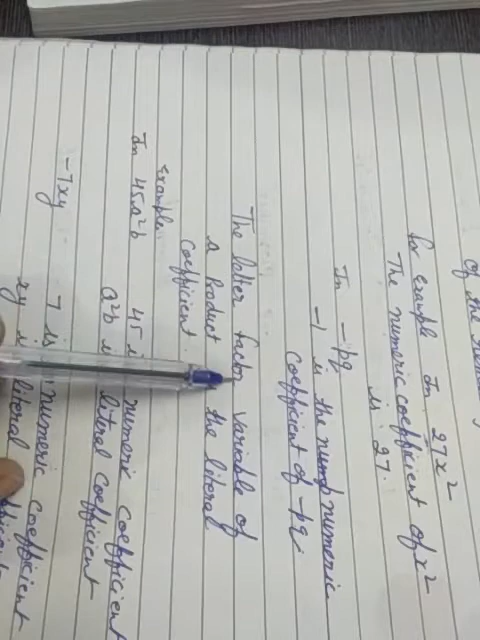 of the
for example In 27x²
The numeric coefficient of x²
is 27.
In -pq
-1 is the numeric
coefficient of -pq
The letter factor variable of
a Product the literal
coefficient.
Example
In 45a²b 45 is numeric coefficient
a²b is literal coefficient
-7xy -7 is numeric coefficient
xy is literal